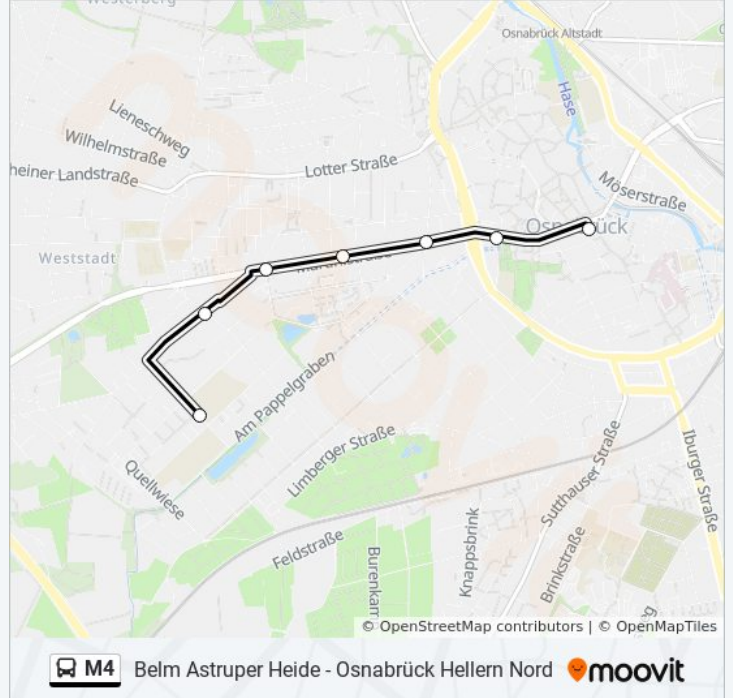 Westerberg
Osnabrück Altstadt
Hase
Lieneschweg
Wilhelmstraße
heiner Landstraße
Lotter Straße
Möserstraße
Osnabrück
Weststadt
Am Pappelgraben
Limberger Straße
Quellwiese
Feldstraße
Burenkam
Knappsbrink
Sutthauser Straße
Brinkstraße
Iburger Straße
© OpenStreetMap contributors | © OpenMapTiles
M4 Belm Astruper Heide - Osnabrück Hellern Nord moovit